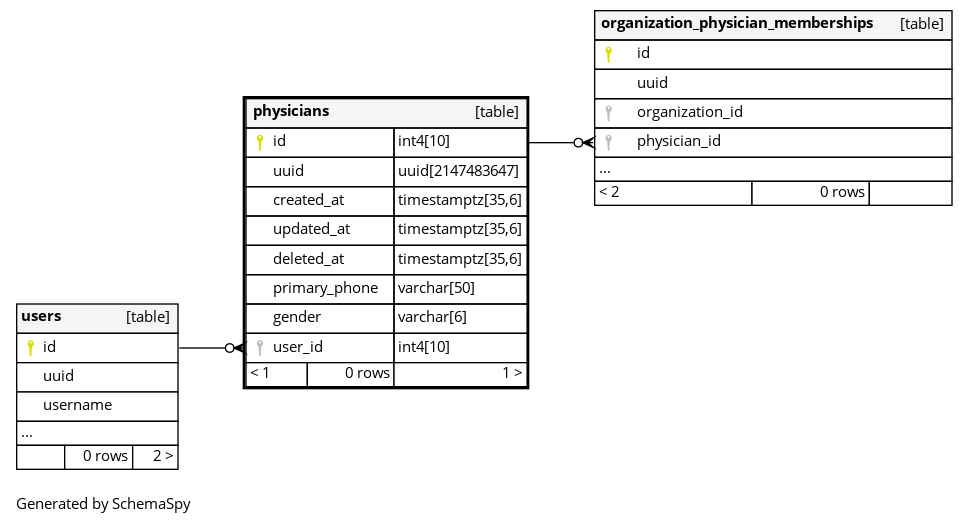 organization_physician_memberships [table]
id
uuid
organization_id
physician_id
...
< 2 0 rows
physicians [table]
id int4[10]
uuid uuid[2147483647]
created_at timestamptz[35,6]
updated_at timestamptz[35,6]
deleted_at timestamptz[35,6]
primary_phone varchar[50]
gender varchar[6]
user_id int4[10]
< 1 0 rows 1 >
users [table]
id
uuid
username
...
0 rows 2 >
Generated by SchemaSpy